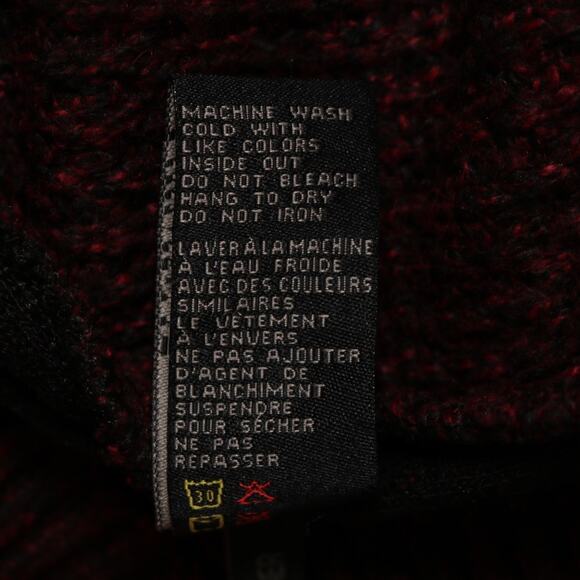 MACHINE WASH
COLD WITH
LIKE COLORS
INSIDE OUT
DO NOT BLEACH
HANG TO DRY
DO NOT IRON
LAVER À LA MACHINE
À L'EAU FROIDE
AVEC DES COULEURS
SIMILAIRES
LE VÊTEMENT
À L'ENVERS
NE PAS AJOUTER
D'AGENT DE
BLANCHIMENT
SUSPENDRE
POUR SÉCHER
NE PAS
REPASSER
30